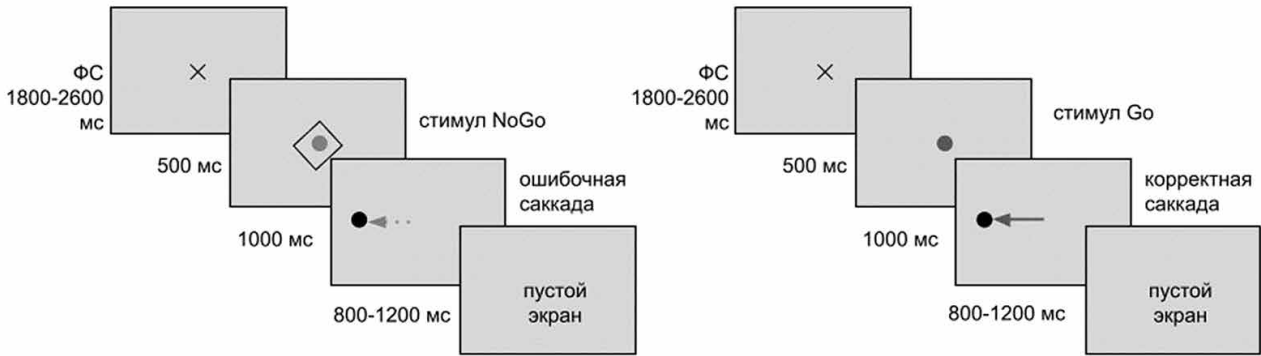 ФС
1800-2600
мс
стимул NoGo
500 мс
ошибочная
саккада
1000 мс
пустой
экран
800-1200 мс
ФС
1800-2600
мс
стимул Go
500 мс
корректная
саккада
1000 мс
пустой
экран
800-1200 мс